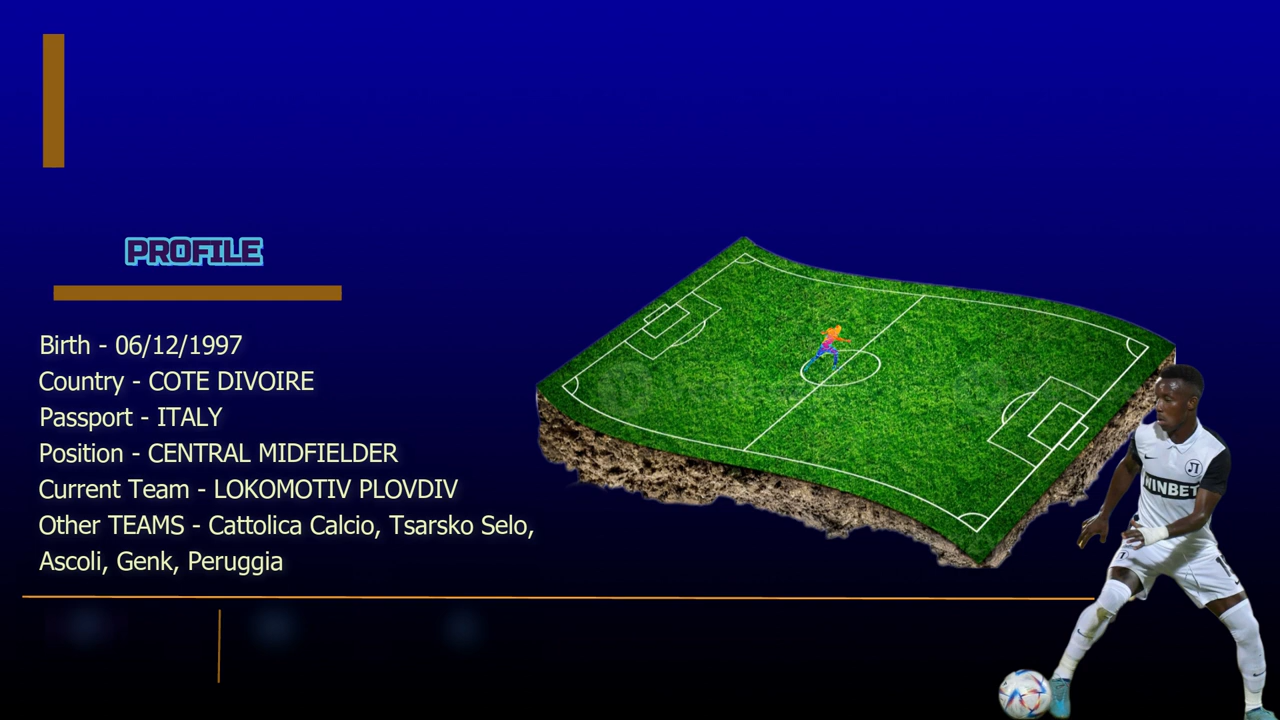 PROFILE
Birth - 06/12/1997
Country - COTE DIVOIRE
Passport - ITALY
Position - CENTRAL MIDFIELDER
Current Team - LOKOMOTIV PLOVDIV
Other TEAMS - Cattolica Calcio, Tsarsko Selo,
Ascoli, Genk, Peruggia
WINBET